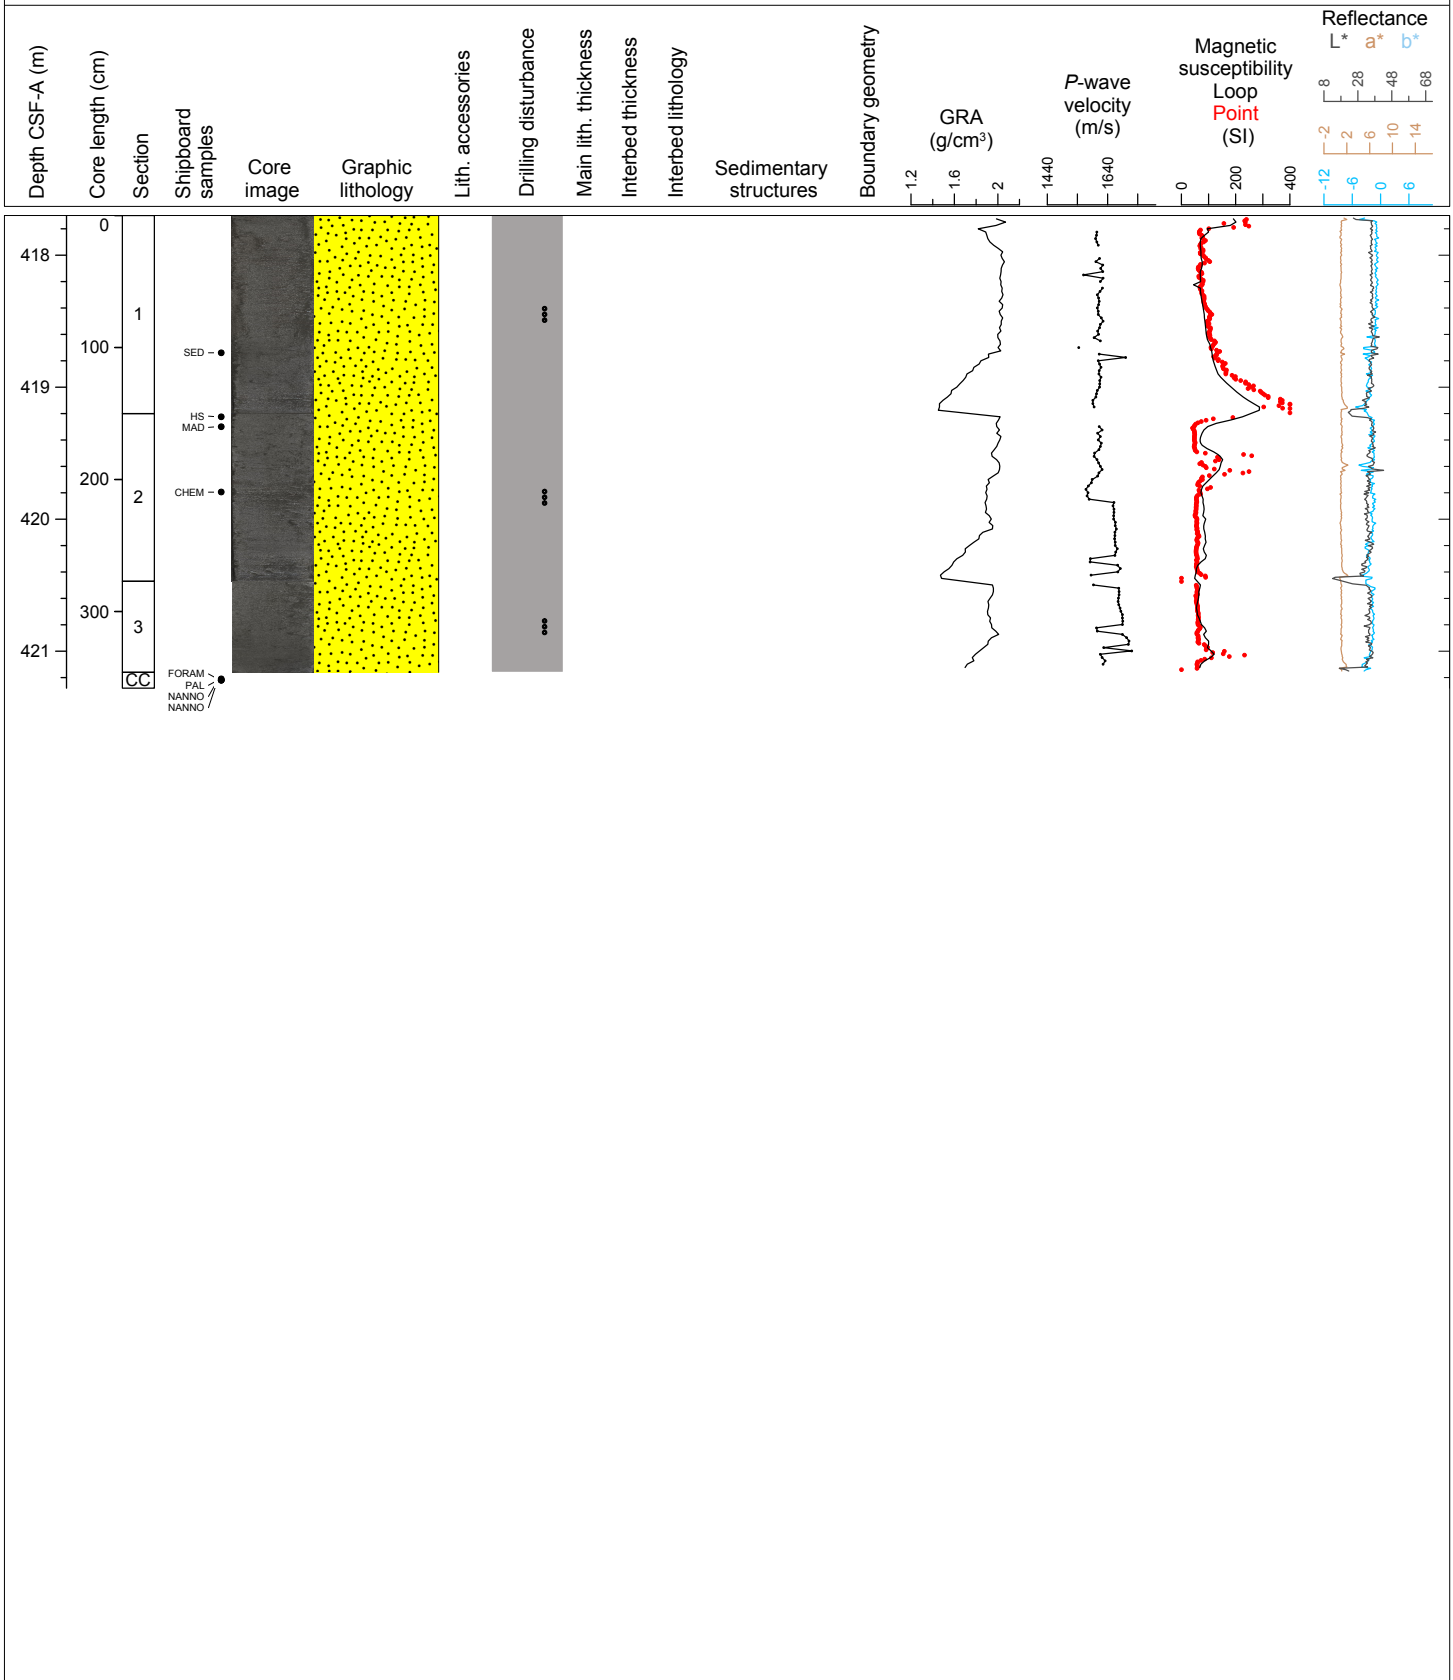 Depth CSF-A (m)
Core length (cm)
Section
Shipboard
samples
Core
image
Graphic
lithology
Lith. accessories
Drilling disturbance
Main lith. thickness
Interbed thickness
Interbed lithology
Sedimentary
structures
Boundary geometry
GRA
(g/cm³)
1.2
1.6
2
P-wave
velocity
(m/s)
1440
1640
Magnetic
susceptibility
Loop
Point
(SI)
0
200
400
Reflectance
L* a* b*
8
28
48
68
-2
2
6
10
14
-12
-6
0
6
418
419
420
421
0
100
200
300
1
2
3
CC
SED
HS
MAD
CHEM
FORAM
PAL
NANNO
NANNO